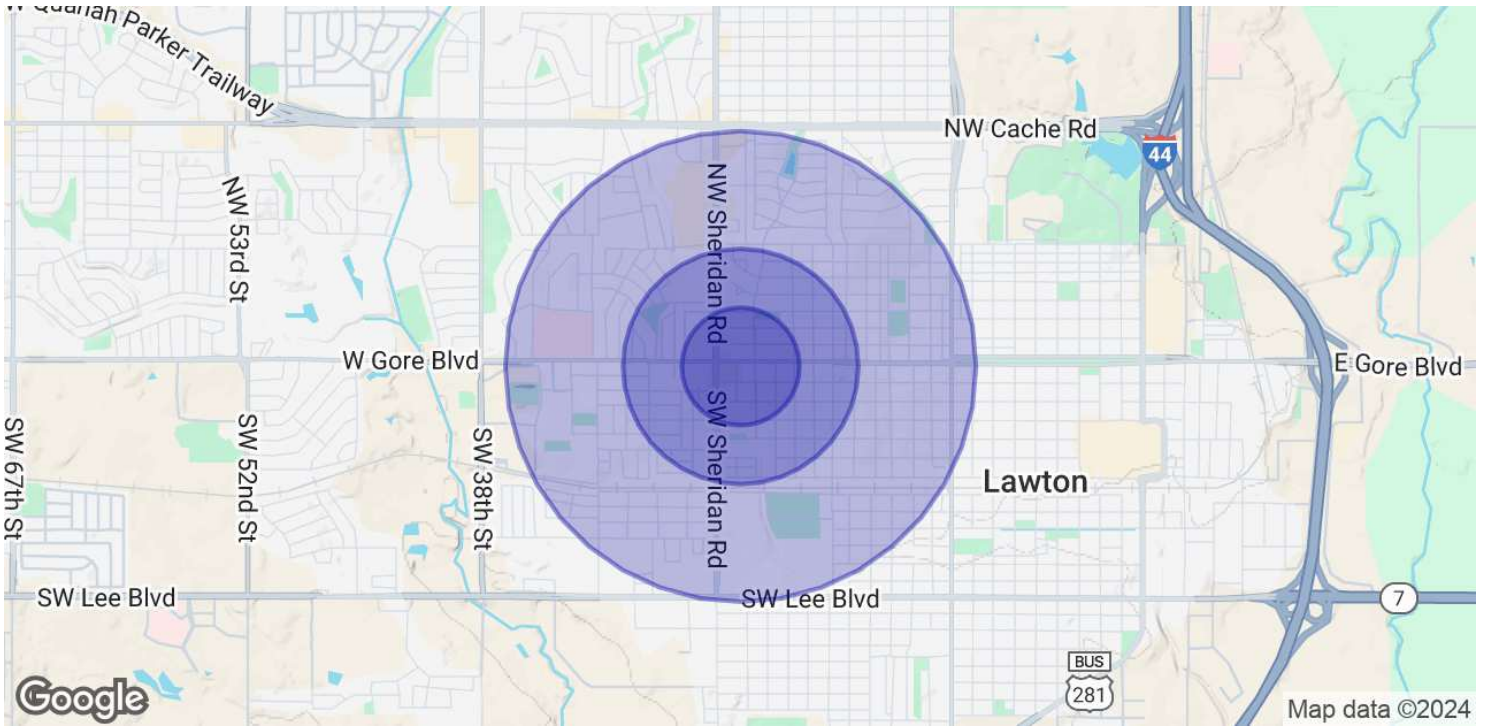 W Quanah Parker Trailway
NW Cache Rd
44
NW Sheridan Rd
NW 53rd St
W Gore Blvd
E Gore Blvd
SW Sheridan Rd
SW 67th St
SW 52nd St
SW 38th St
Lawton
SW Lee Blvd
SW Lee Blvd
7
BUS
281
Google
Map data ©2024